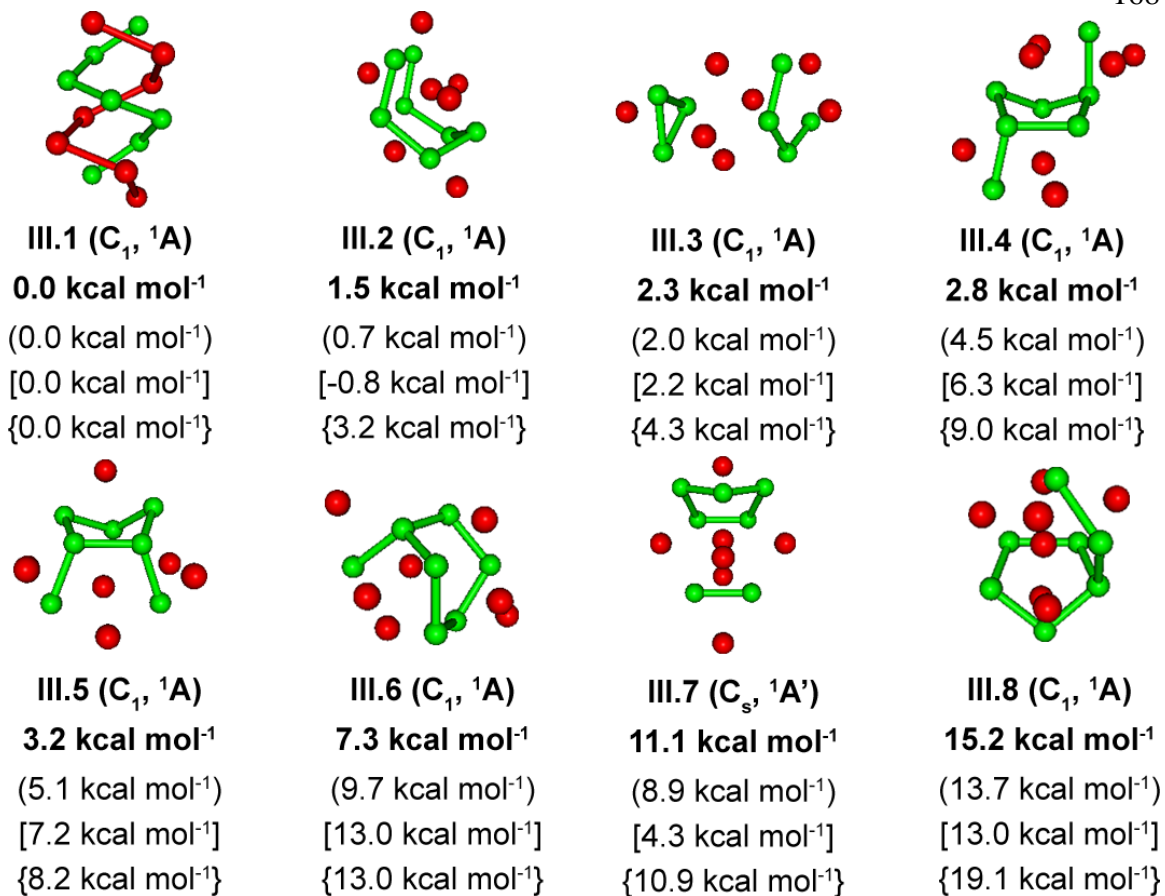 III.1 (C₁, ¹A) III.2 (C₁, ¹A) III.3 (C₁, ¹A) III.4 (C₁, ¹A)
0.0 kcal mol⁻¹ 1.5 kcal mol⁻¹ 2.3 kcal mol⁻¹ 2.8 kcal mol⁻¹
(0.0 kcal mol⁻¹) (0.7 kcal mol⁻¹) (2.0 kcal mol⁻¹) (4.5 kcal mol⁻¹)
[0.0 kcal mol⁻¹] [-0.8 kcal mol⁻¹] [2.2 kcal mol⁻¹] [6.3 kcal mol⁻¹]
{0.0 kcal mol⁻¹} {3.2 kcal mol⁻¹} {4.3 kcal mol⁻¹} {9.0 kcal mol⁻¹}
III.5 (C₁, ¹A) III.6 (C₁, ¹A) III.7 (Cₛ, ¹A’) III.8 (C₁, ¹A)
3.2 kcal mol⁻¹ 7.3 kcal mol⁻¹ 11.1 kcal mol⁻¹ 15.2 kcal mol⁻¹
(5.1 kcal mol⁻¹) (9.7 kcal mol⁻¹) (8.9 kcal mol⁻¹) (13.7 kcal mol⁻¹)
[7.2 kcal mol⁻¹] [13.0 kcal mol⁻¹] [4.3 kcal mol⁻¹] [13.0 kcal mol⁻¹]
{8.2 kcal mol⁻¹} {13.0 kcal mol⁻¹} {10.9 kcal mol⁻¹} {19.1 kcal mol⁻¹}